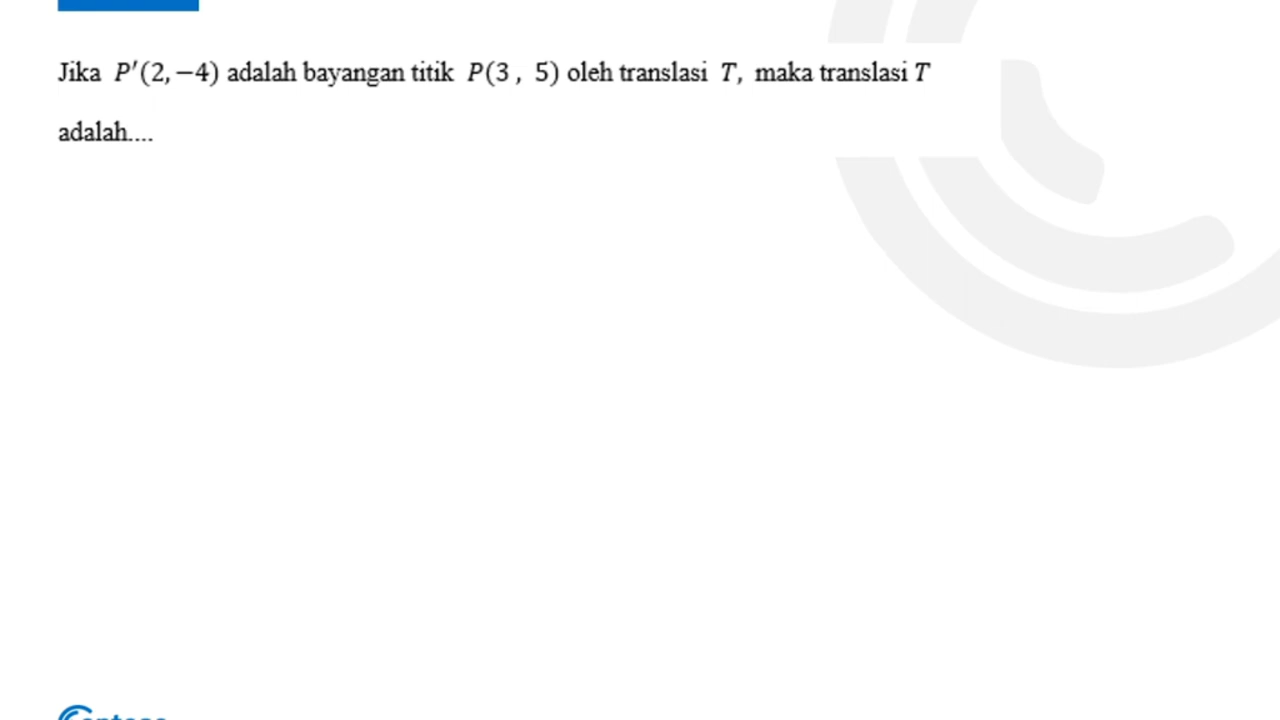 Jika P′(2, −4) adalah bayangan titik P(3 , 5) oleh translasi T, maka translasi T
adalah....